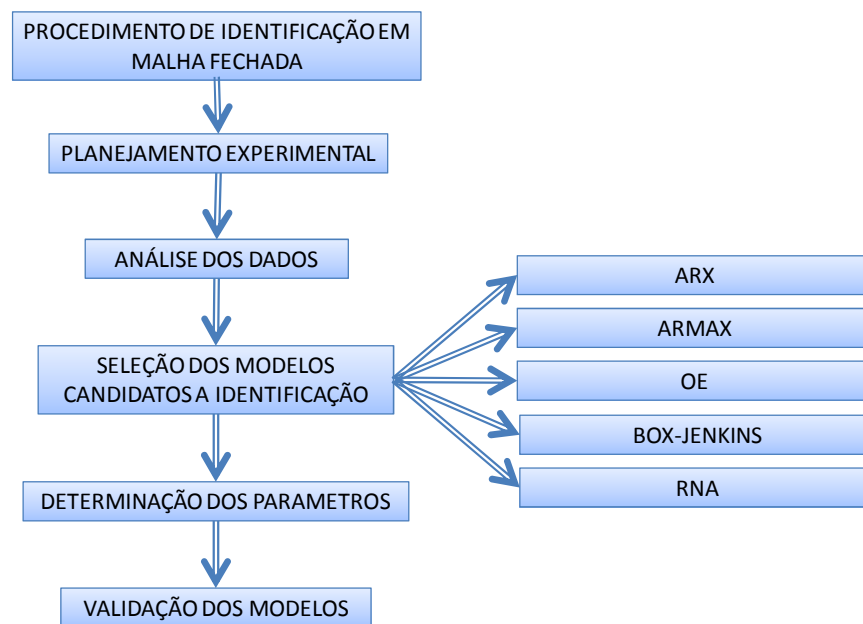 PROCEDIMENTO DE IDENTIFICAÇÃO EM
MALHA FECHADA
PLANEJAMENTO EXPERIMENTAL
ANÁLISE DOS DADOS
SELEÇÃO DOS MODELOS
CANDIDATOS A IDENTIFICAÇÃO
ARX
ARMAX
OE
BOX-JENKINS
RNA
DETERMINAÇÃO DOS PARAMETROS
VALIDAÇÃO DOS MODELOS